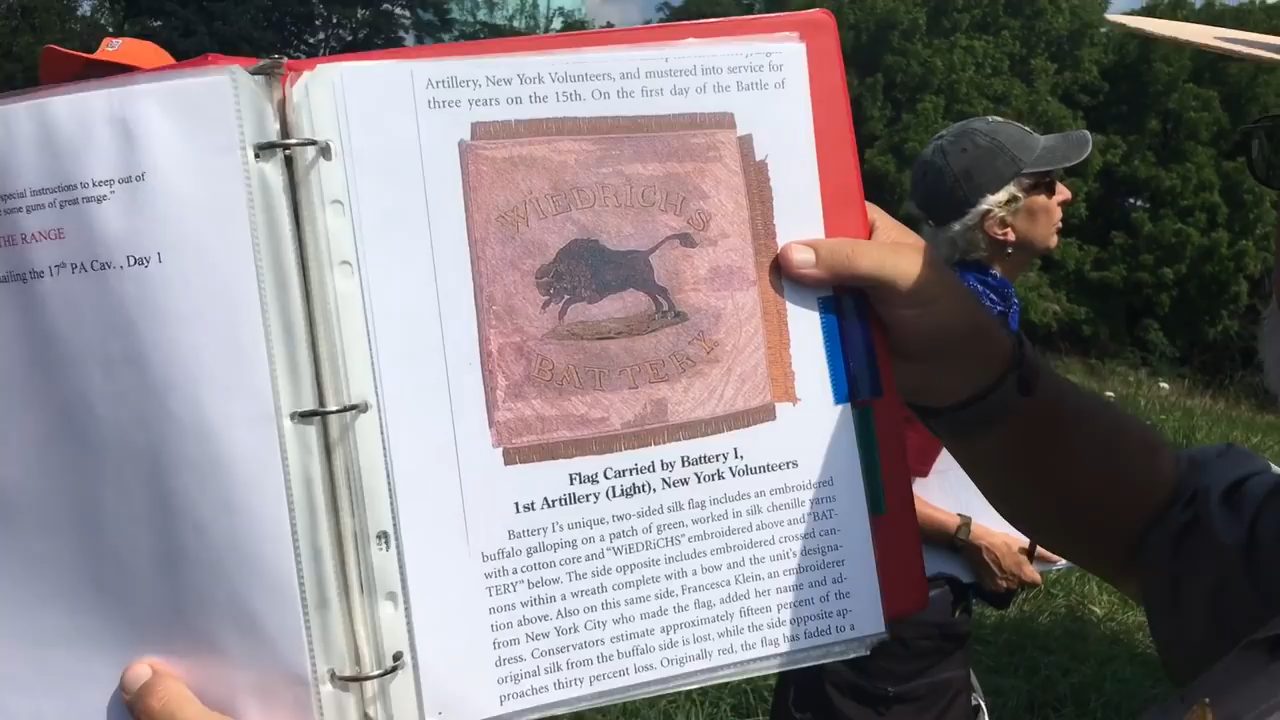 special instructions to keep out of
some guns of great range."
THE RANGE
ailing the 17th PA Cav. , Day 1
Artillery, New York Volunteers, and mustered into service for
three years on the 15th. On the first day of the Battle of
WiEDRiCHS
BATTERY.
Flag Carried by Battery I,
1st Artillery (Light), New York Volunteers
Battery I's unique, two-sided silk flag includes an embroidered
buffalo galloping on a patch of green, worked in silk chenille yarns
with a cotton core and "WiEDRiCHS" embroidered above and "BAT-
TERY" below. The side opposite includes embroidered crossed can-
nons within a wreath complete with a bow and the unit's designa-
tion above. Also on this same side, Francesca Klein, an embroiderer
from New York City who made the flag, added her name and ad-
dress. Conservators estimate approximately fifteen percent of the
original silk from the buffalo side is lost, while the side opposite ap-
proaches thirty percent loss. Originally red, the flag has faded to a